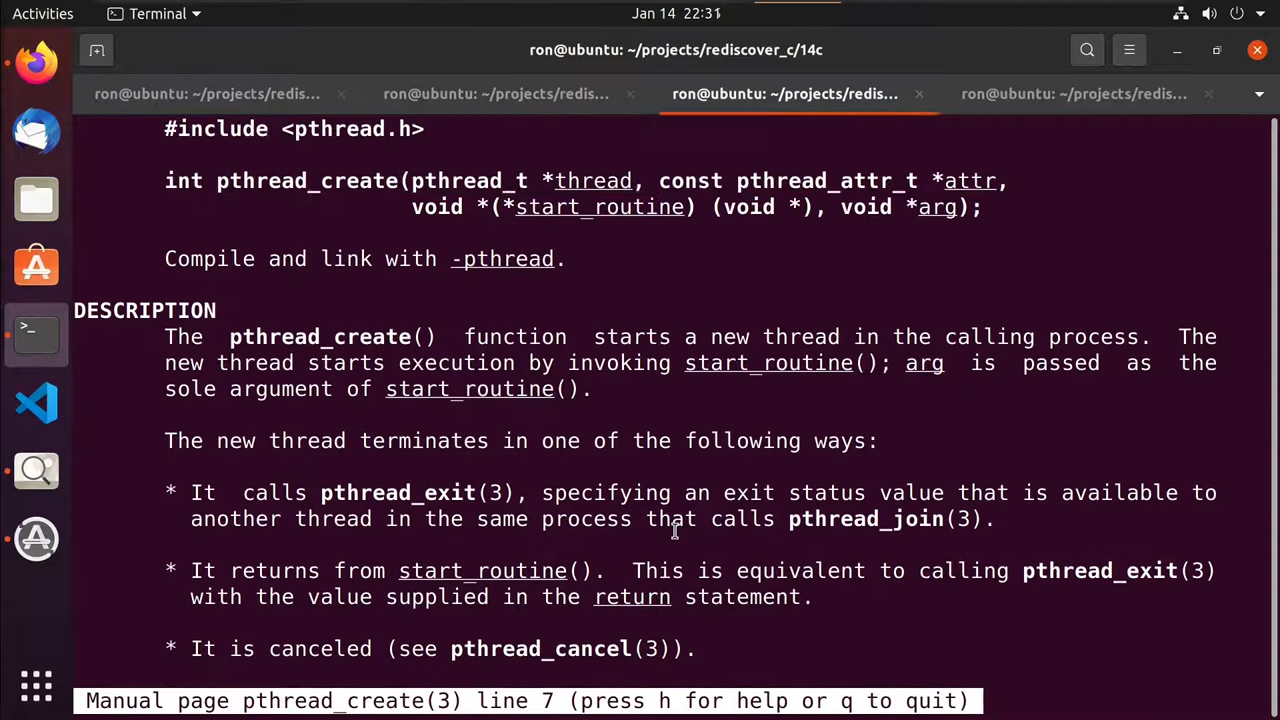 Activities
Terminal
Jan 14 22:31
ron@ubuntu: ~/projects/rediscover_c/14c
ron@ubuntu: ~/projects/redis...
ron@ubuntu: ~/projects/redis...
ron@ubuntu: ~/projects/redis...
ron@ubuntu: ~/projects/redis...
#include <pthread.h>
int pthread_create(pthread_t *thread, const pthread_attr_t *attr,
void *(*start_routine) (void *), void *arg);
Compile and link with -pthread.
DESCRIPTION
The pthread_create() function starts a new thread in the calling process. The
new thread starts execution by invoking start_routine(); arg is passed as the
sole argument of start_routine().
The new thread terminates in one of the following ways:
* It calls pthread_exit(3), specifying an exit status value that is available to
another thread in the same process that calls pthread_join(3).
* It returns from start_routine(). This is equivalent to calling pthread_exit(3)
with the value supplied in the return statement.
* It is canceled (see pthread_cancel(3)).
Manual page pthread_create(3) line 7 (press h for help or q to quit)